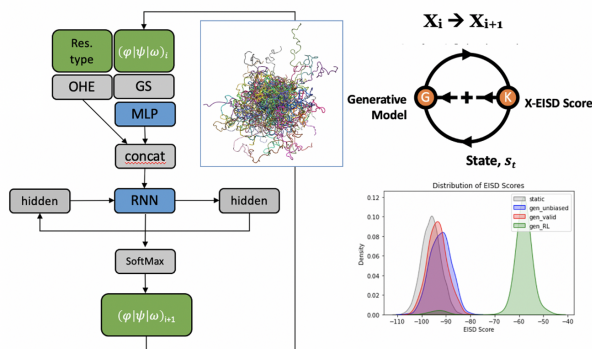 Res.
type
(φ|ψ|ω)i
OHE
GS
MLP
concat
hidden
RNN
hidden
SoftMax
(φ|ψ|ω)i+1
Xi → Xi+1
Generative
Model
G
+
K
X-EISD Score
State, st
Distribution of EISD Scores
static
gen_unbiased
gen_valid
gen_RL
Density
0.12
0.10
0.08
0.06
0.04
0.02
0.00
−110 −100 −90 −80 −70 −60 −50 −40
EISD Score